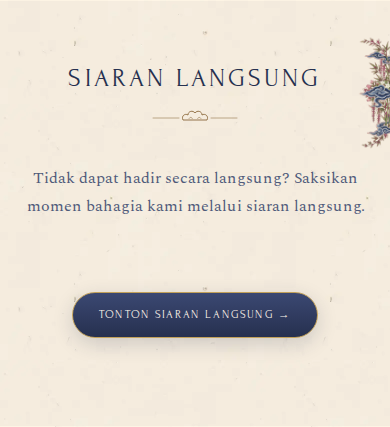 SIARAN LANGSUNG
Tidak dapat hadir secara langsung? Saksikan
momen bahagia kami melalui siaran langsung.
TONTON SIARAN LANGSUNG →